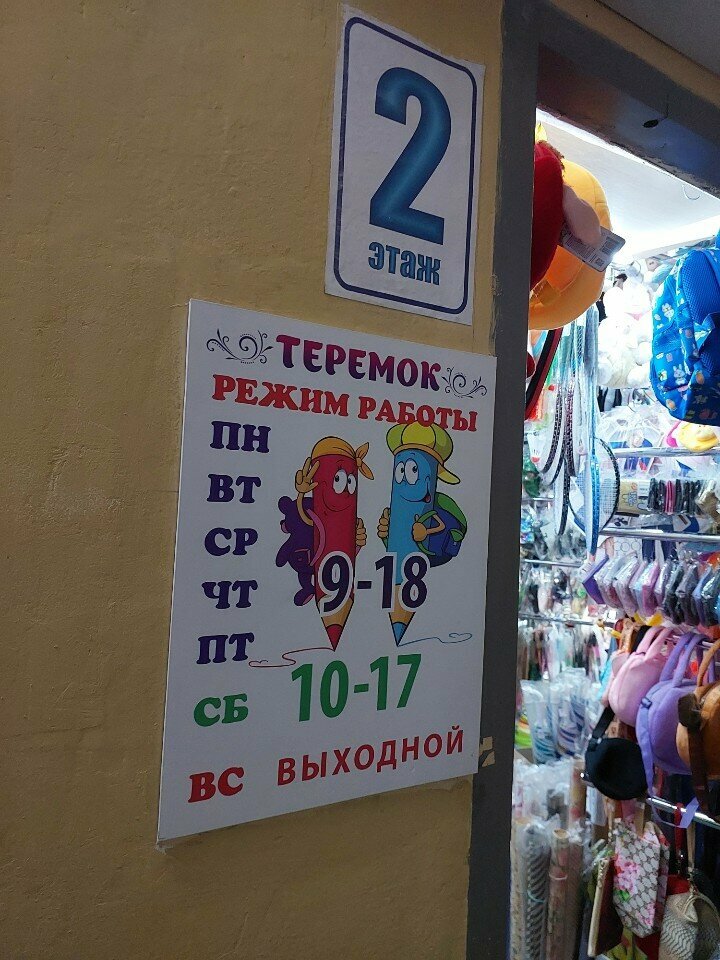 2
этаж
ТЕРЕМОК
РЕЖИМ РАБОТЫ
ПН
ВТ
СР
ЧТ
9-18
ПТ
СБ 10-17
ВС ВЫХОДНОЙ